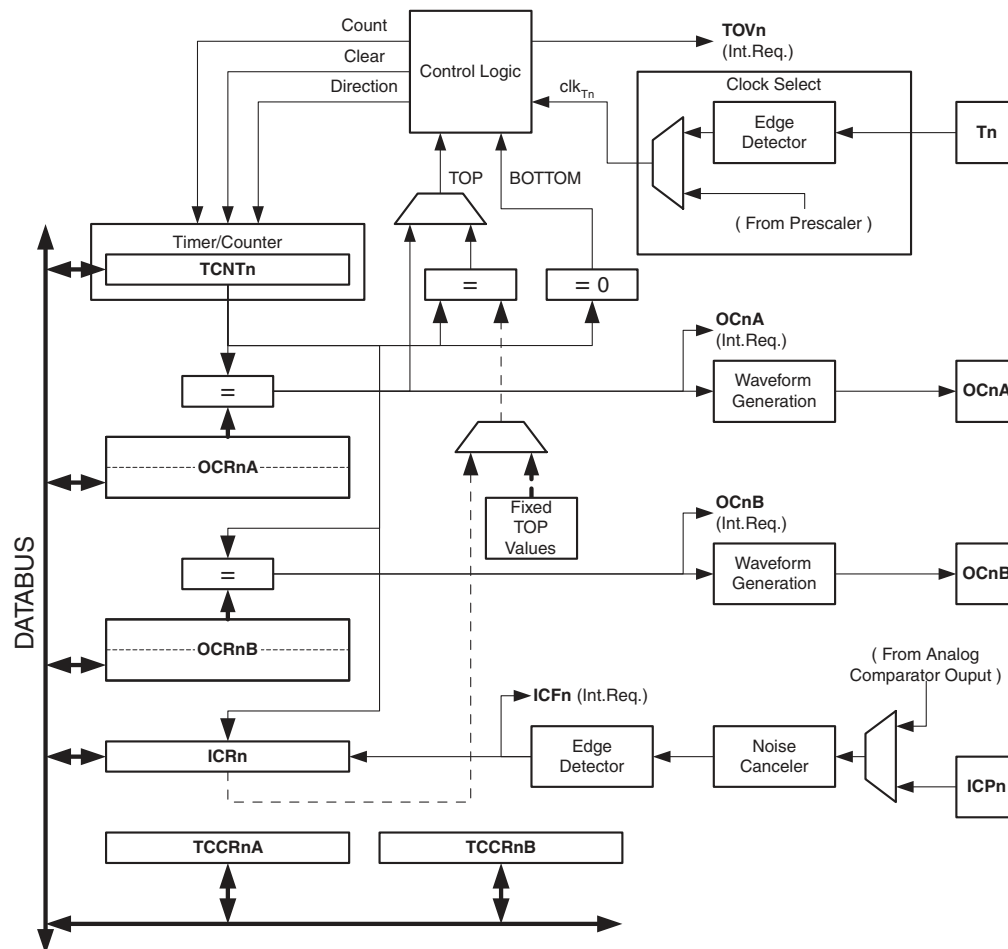 Count
Clear
Direction
Control Logic
TOVn
(Int.Req.)
clkTn
Clock Select
Edge
Detector
Tn
( From Prescaler )
TOP
BOTTOM
Timer/Counter
TCNTn
=
= 0
OCnA
(Int.Req.)
=
Waveform
Generation
OCnA
OCRnA
Fixed
TOP
Values
OCnB
(Int.Req.)
=
Waveform
Generation
OCnB
DATABUS
OCRnB
( From Analog
Comparator Ouput )
ICFn (Int.Req.)
ICRn
Edge
Detector
Noise
Canceler
ICPn
TCCRnA
TCCRnB